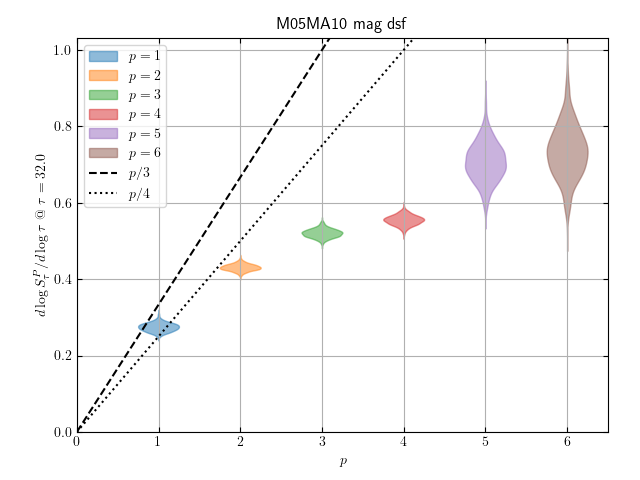 M05MA10 mag dsf
1.0
0.8
0.6
0.4
0.2
0.0
d log S_τ^P / d log τ @ τ = 32.0
p = 1
p = 2
p = 3
p = 4
p = 5
p = 6
p/3
p/4
0 1 2 3 4 5 6
p